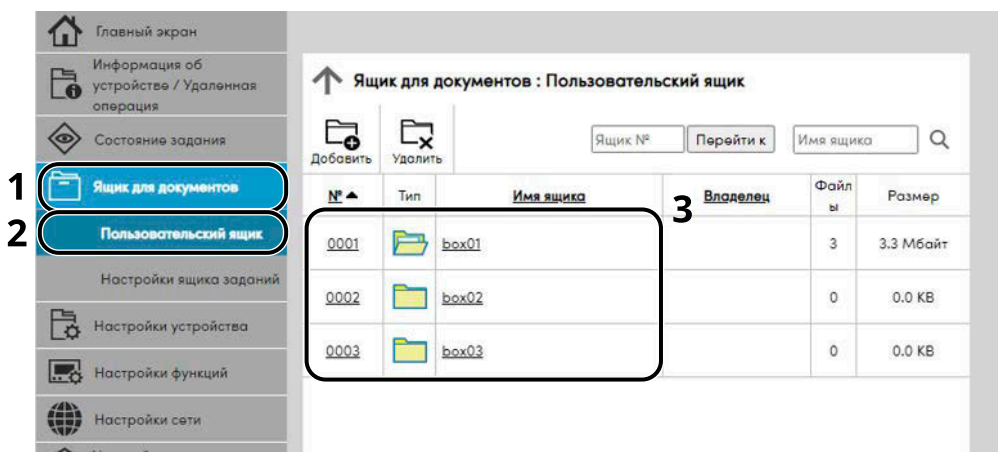 Главный экран
Информация об
устройстве / Удаленная
операция
Состояние задания
1
Ящик для документов
2
Пользовательский ящик
Настройки ящика заданий
Настройки устройства
Настройки функций
Настройки сети
Ящик для документов : Пользовательский ящик
Добавить Удалить Ящик № Перейти к Имя ящика
№ Тип Имя ящика 3 Владелец Файл
ы Размер
0001 box01 3 3.3 Мбайт
0002 box02 0 0.0 KB
0003 box03 0 0.0 KB